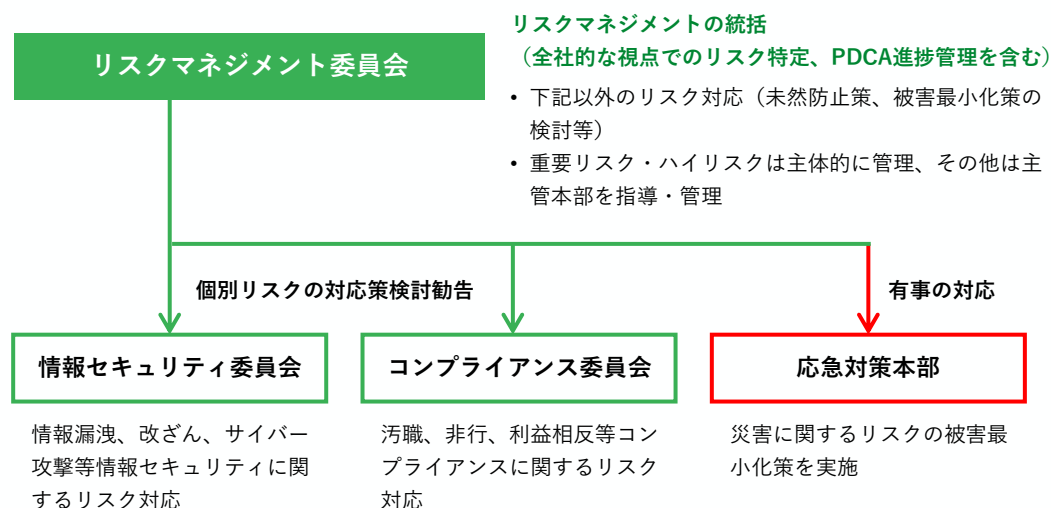 リスクマネジメント委員会
リスクマネジメントの統括
（全社的な視点でのリスク特定、PDCA進捗管理を含む）
• 下記以外のリスク対応（未然防止策、被害最小化策の
検討等）
• 重要リスク・ハイリスクは主体的に管理、その他は主
管本部を指導・管理
個別リスクの対応策検討勧告
有事の対応
情報セキュリティ委員会
コンプライアンス委員会
応急対策本部
情報漏洩、改ざん、サイバー
攻撃等情報セキュリティに関
するリスク対応
汚職、非行、利益相反等コン
プライアンスに関するリスク
対応
災害に関するリスクの被害最
小化策を実施